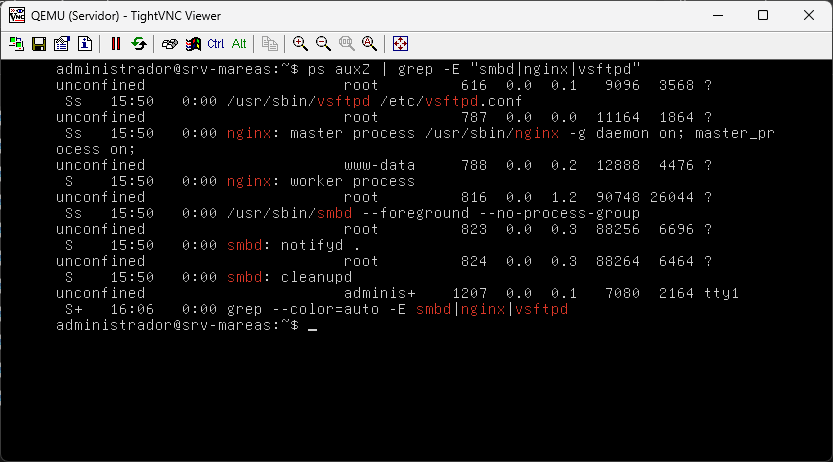 QEMU (Servidor) - TightVNC Viewer
Ctrl Alt
administrador@srv-mareas:~$ ps auxZ | grep -E "smbd|nginx|vsftpd"
unconfined root 616 0.0 0.1 9096 3568 ?
Ss 15:50 0:00 /usr/sbin/vsftpd /etc/vsftpd.conf
unconfined root 787 0.0 0.0 11164 1864 ?
Ss 15:50 0:00 nginx: master process /usr/sbin/nginx -g daemon on; master_pr
ocess on;
unconfined www-data 788 0.0 0.2 12888 4476 ?
S 15:50 0:00 nginx: worker process
unconfined root 816 0.0 1.2 90748 26044 ?
Ss 15:50 0:00 /usr/sbin/smbd --foreground --no-process-group
unconfined root 823 0.0 0.3 88256 6696 ?
S 15:50 0:00 smbd: notifyd .
unconfined root 824 0.0 0.3 88264 6464 ?
S 15:50 0:00 smbd: cleanupd
unconfined adminis+ 1207 0.0 0.1 7080 2164 tty1
S+ 16:06 0:00 grep --color=auto -E smbd|nginx|vsftpd
administrador@srv-mareas:~$ _